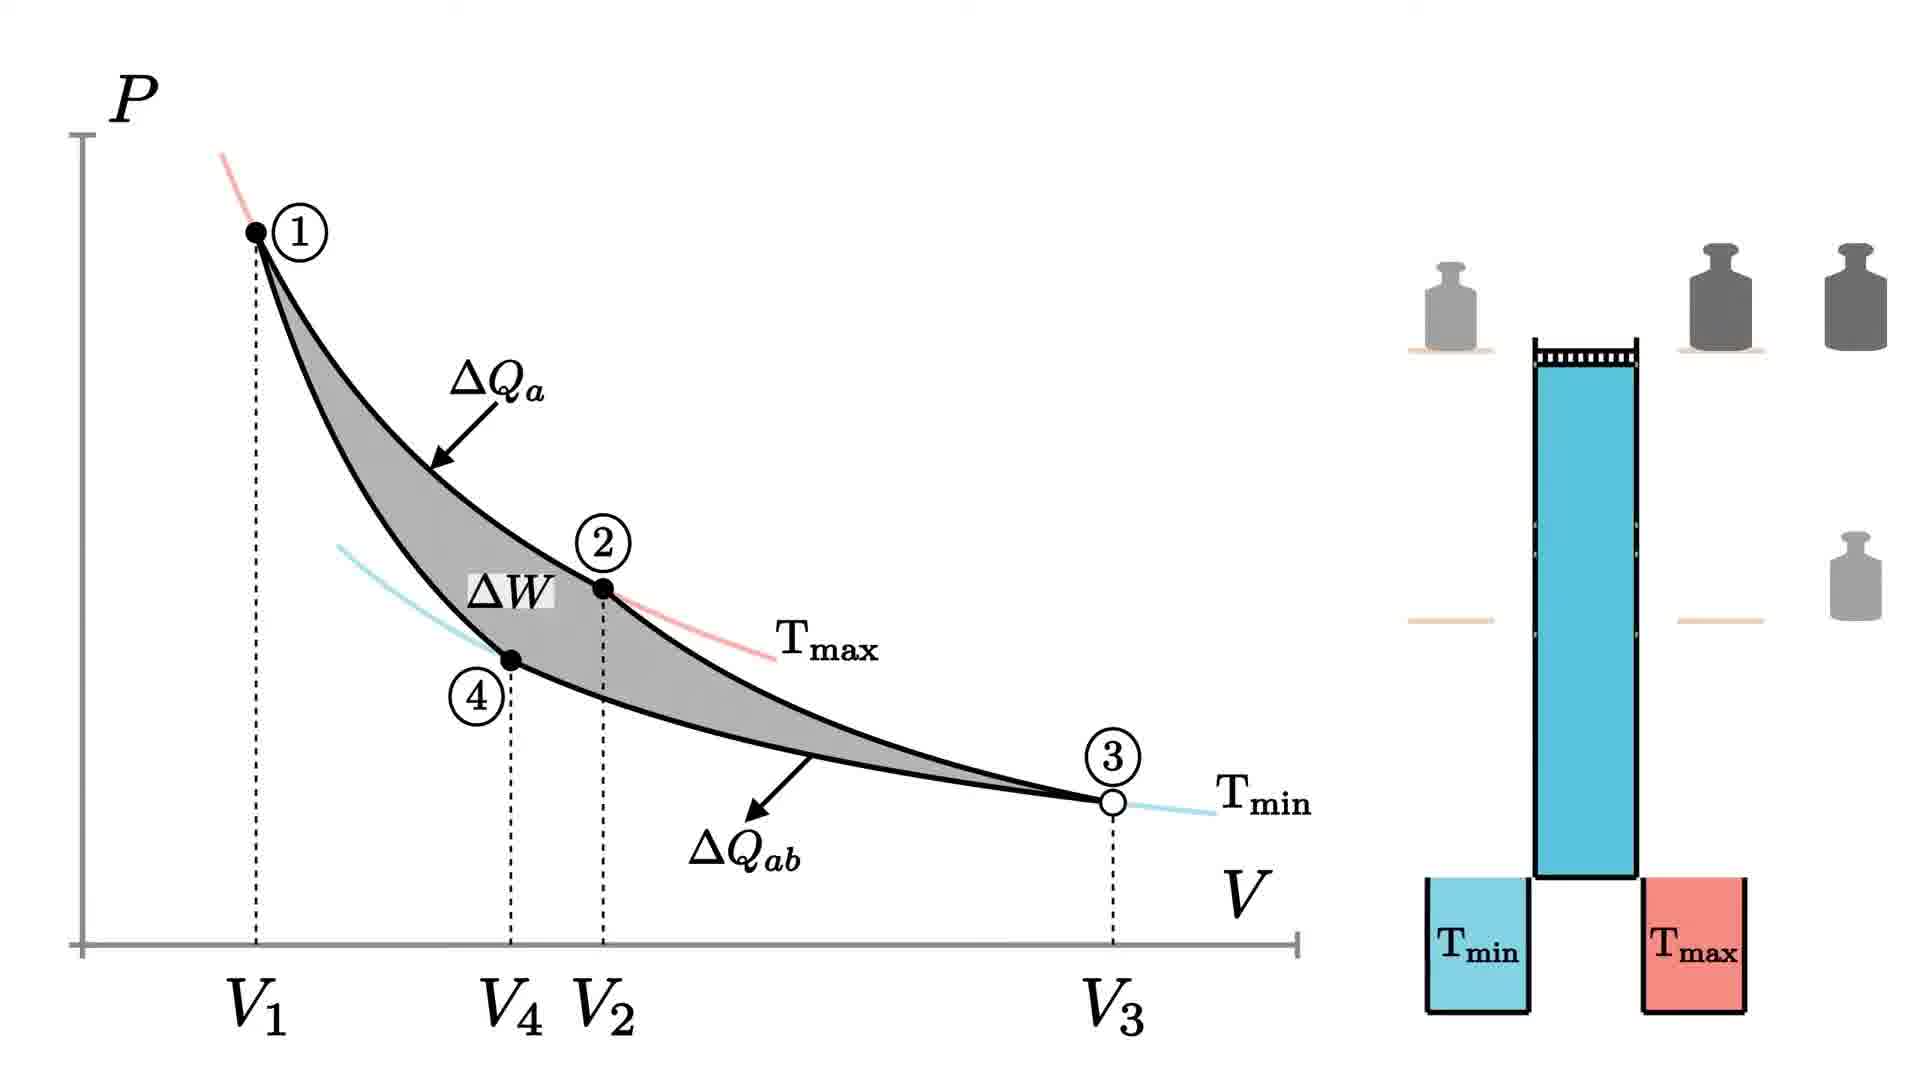 P
①
ΔQₐ
②
ΔW
Tmax
④
③
Tmin
ΔQab
V
V₁
V₄
V₂
V₃
Tmin
Tmax